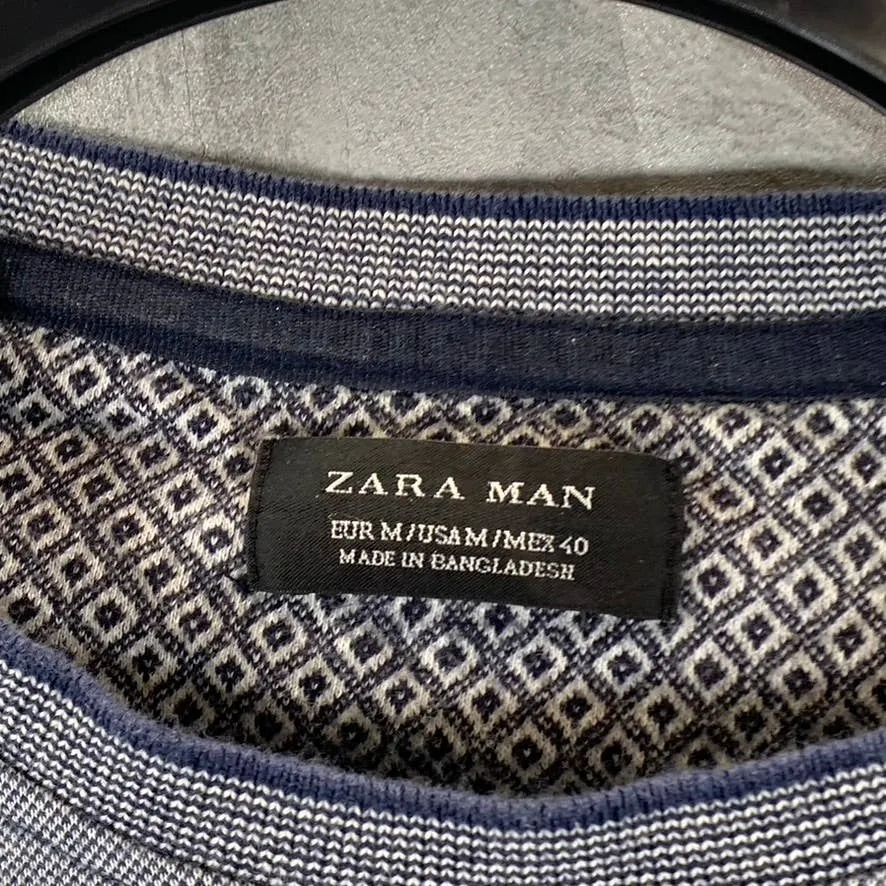 ZARA MAN
EUR M/USA M/MEX 40
MADE IN BANGLADESH